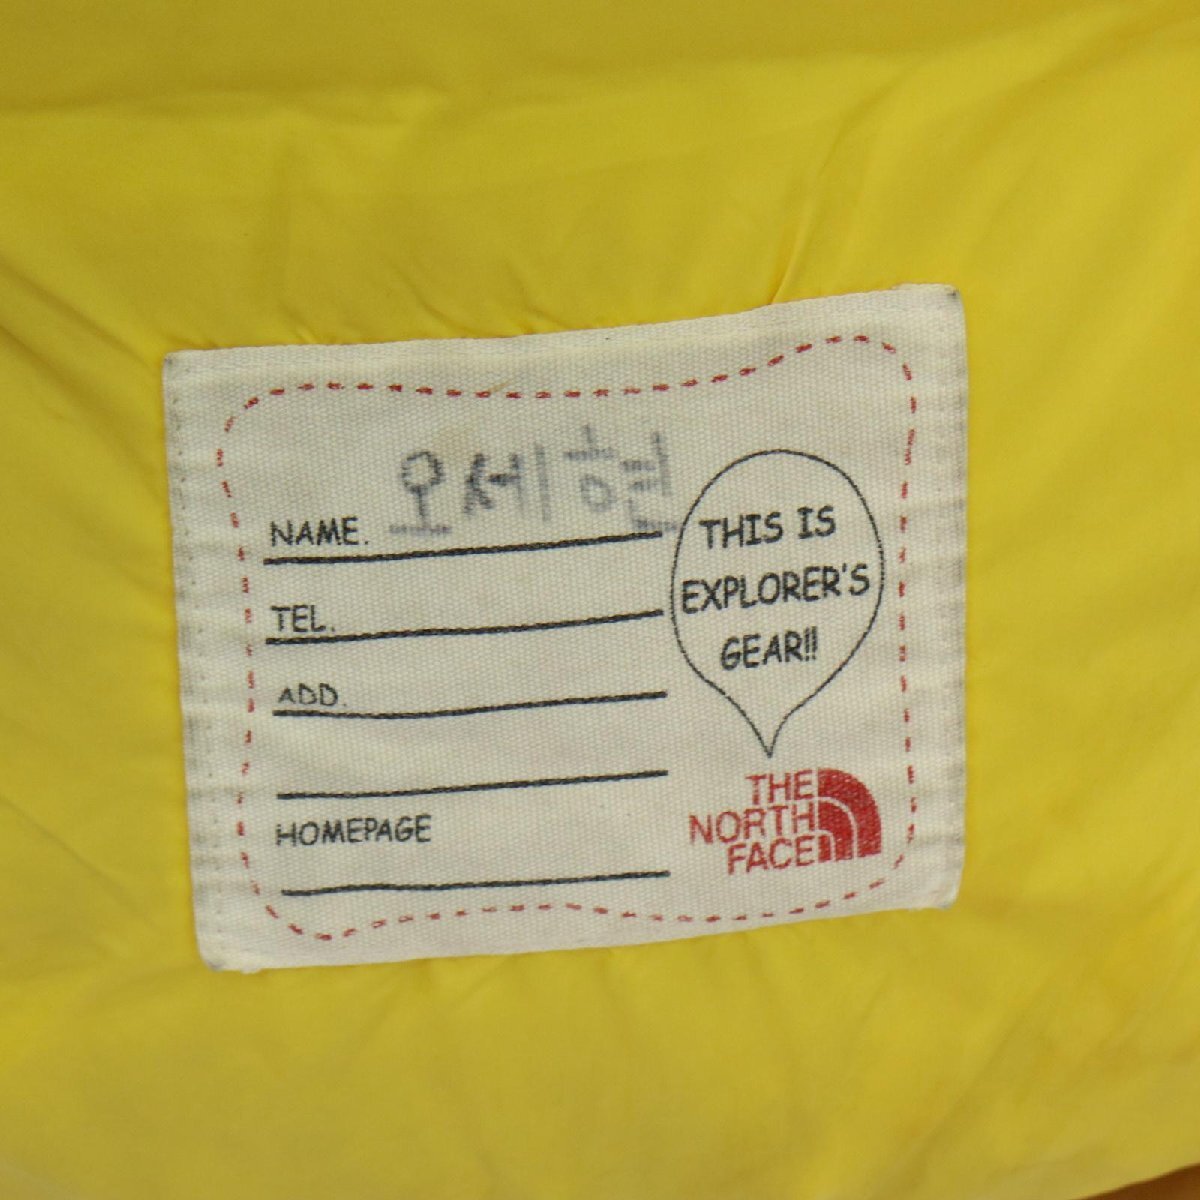 NAME. 오세현
TEL.
ADD.
HOMEPAGE
THIS IS
EXPLORER'S
GEAR!!
THE
NORTH
FACE